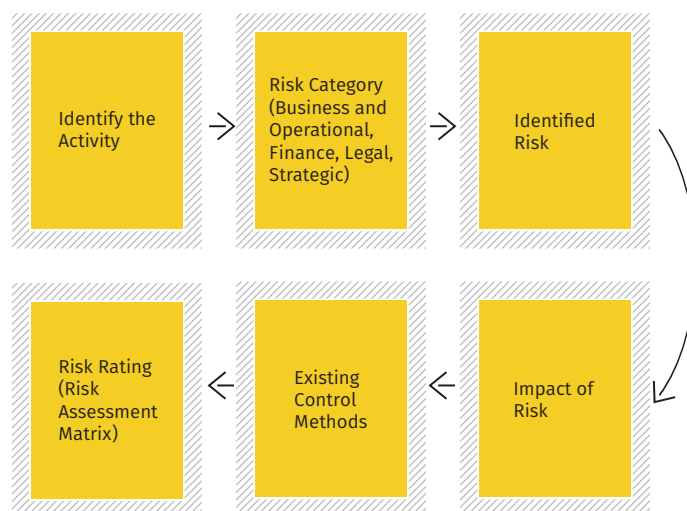 Identify the
Activity
Risk Category
(Business and
Operational,
Finance, Legal,
Strategic)
Identified
Risk
Impact of
Risk
Existing
Control
Methods
Risk Rating
(Risk
Assessment
Matrix)